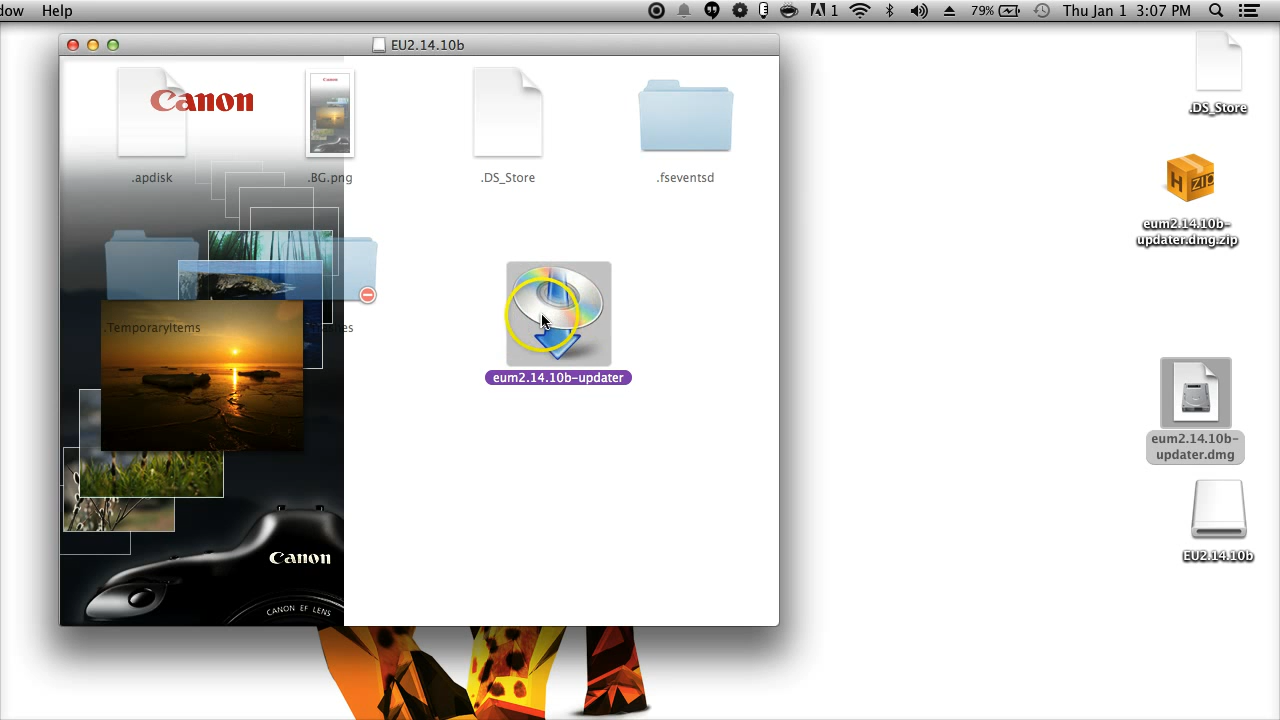 dow Help
1
79%
Thu Jan 1 3:07 PM
EU2.14.10b
Canon
.apdisk
.BG.png
.DS_Store
.fseventsd
.TemporaryItems
eum2.14.10b-updater
Canon
CANON EF LENS
.DS_Store
ZIP
eum2.14.10b-
updater.dmg.zip
eum2.14.10b-
updater.dmg
EU2.14.10b